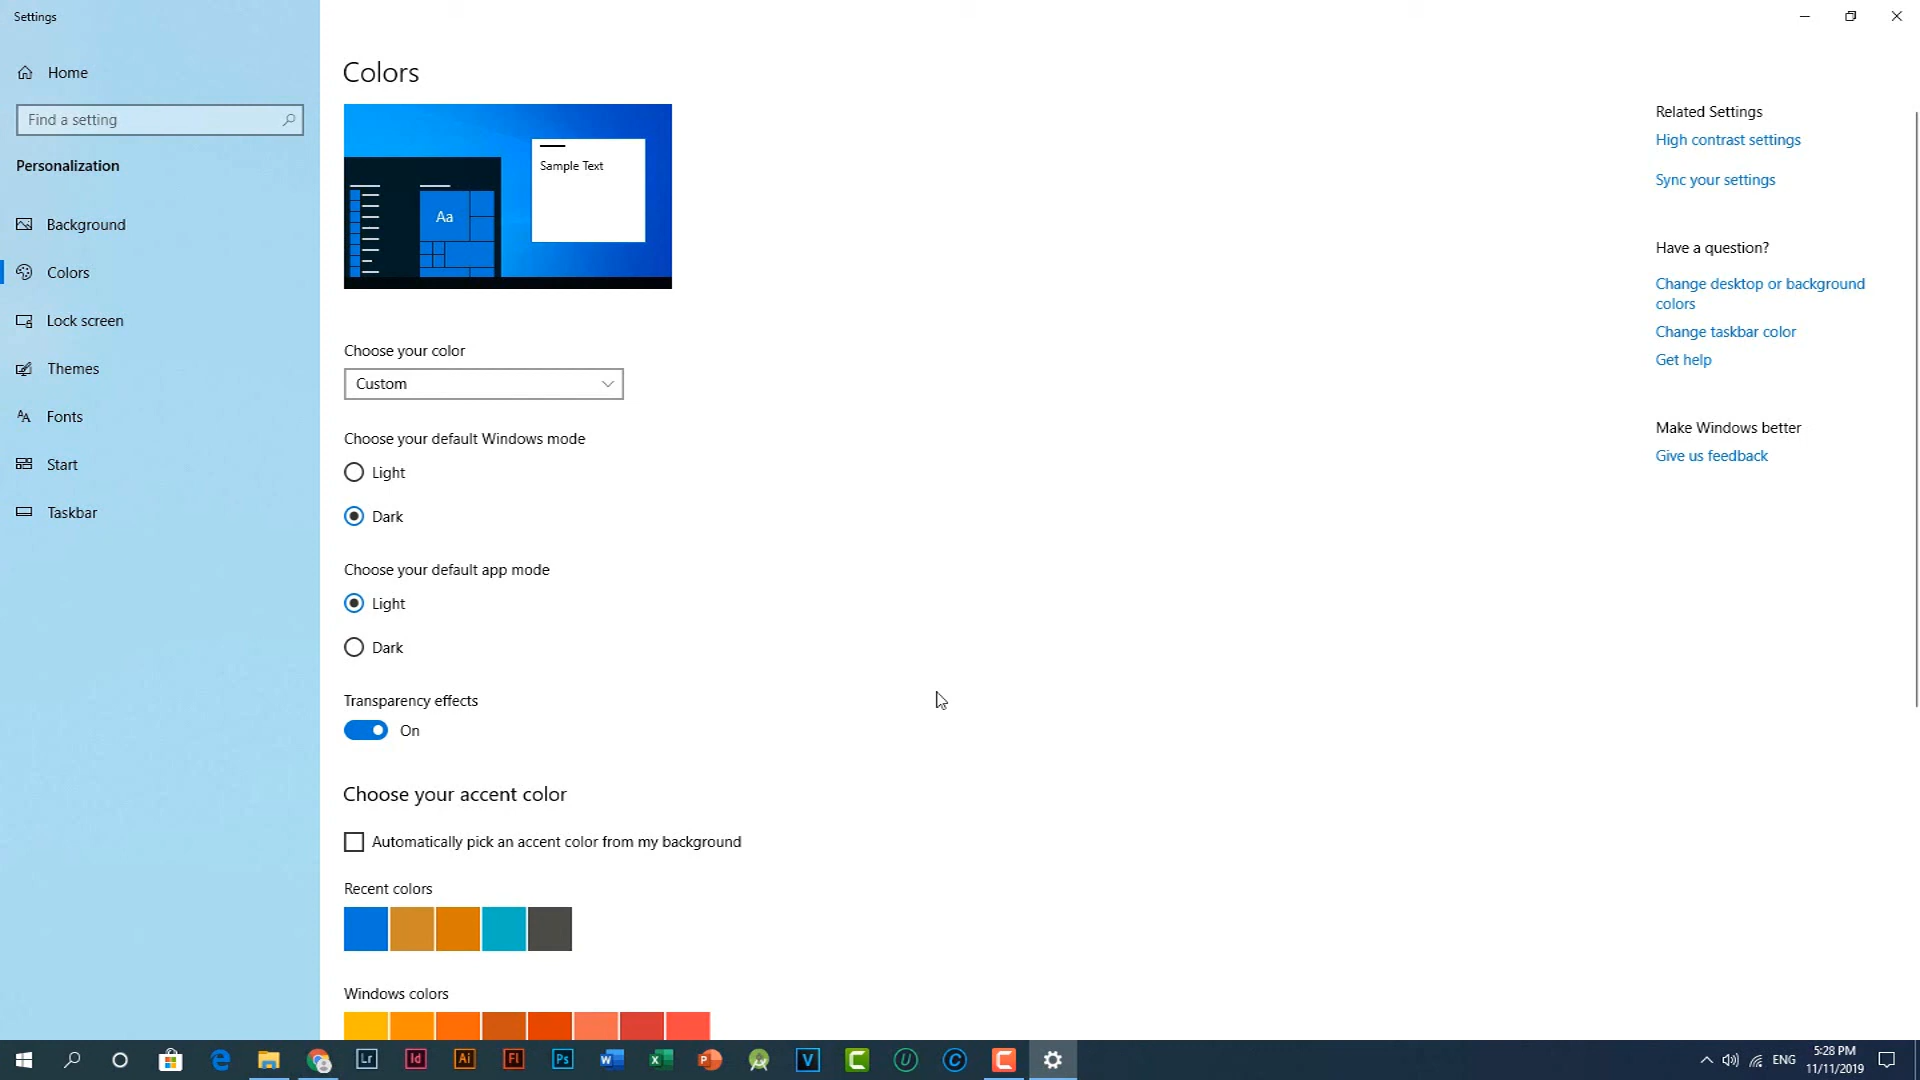 Settings
Home
Find a setting
Personalization
Background
Colors
Lock screen
Themes
Fonts
Start
Taskbar
Colors
Sample Text
Aa
Choose your color
Custom
Choose your default Windows mode
Light
Dark
Choose your default app mode
Light
Dark
Transparency effects
On
Choose your accent color
Automatically pick an accent color from my background
Recent colors
Windows colors
Related Settings
High contrast settings
Sync your settings
Have a question?
Change desktop or background
colors
Change taskbar color
Get help
Make Windows better
Give us feedback
Lr
Id
Ai
Fl
Ps
W
X
P
V
C
U
C
C
ENG
5:28 PM
11/11/2019